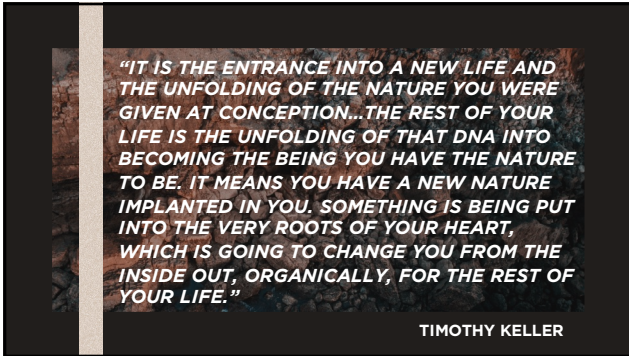 “IT IS THE ENTRANCE INTO A NEW LIFE AND
THE UNFOLDING OF THE NATURE YOU WERE
GIVEN AT CONCEPTION...THE REST OF YOUR
LIFE IS THE UNFOLDING OF THAT DNA INTO
BECOMING THE BEING YOU HAVE THE NATURE
TO BE. IT MEANS YOU HAVE A NEW NATURE
IMPLANTED IN YOU. SOMETHING IS BEING PUT
INTO THE VERY ROOTS OF YOUR HEART,
WHICH IS GOING TO CHANGE YOU FROM THE
INSIDE OUT, ORGANICALLY, FOR THE REST OF
YOUR LIFE.”
TIMOTHY KELLER